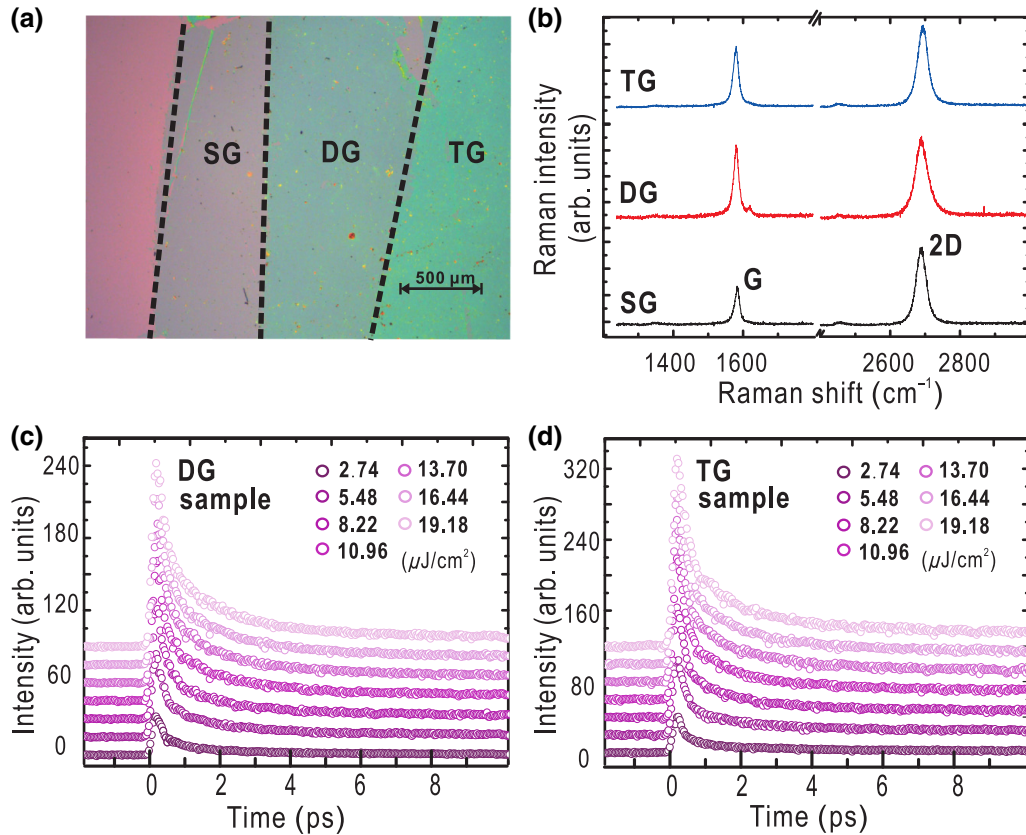 (a)
SG
DG
TG
500 μm
(b)
Raman intensity
(arb. units)
TG
DG
SG
G
2D
1400
1600
2600
2800
Raman shift (cm⁻¹)
(c)
Intensity (arb. units)
240
180
120
60
0
DG
sample
2.74
5.48
8.22
10.96
13.70
16.44
19.18
(μJ/cm²)
0
2
4
6
8
Time (ps)
(d)
Intensity (arb. units)
320
240
160
80
0
TG
sample
2.74
5.48
8.22
10.96
13.70
16.44
19.18
(μJ/cm²)
0
2
4
6
8
Time (ps)